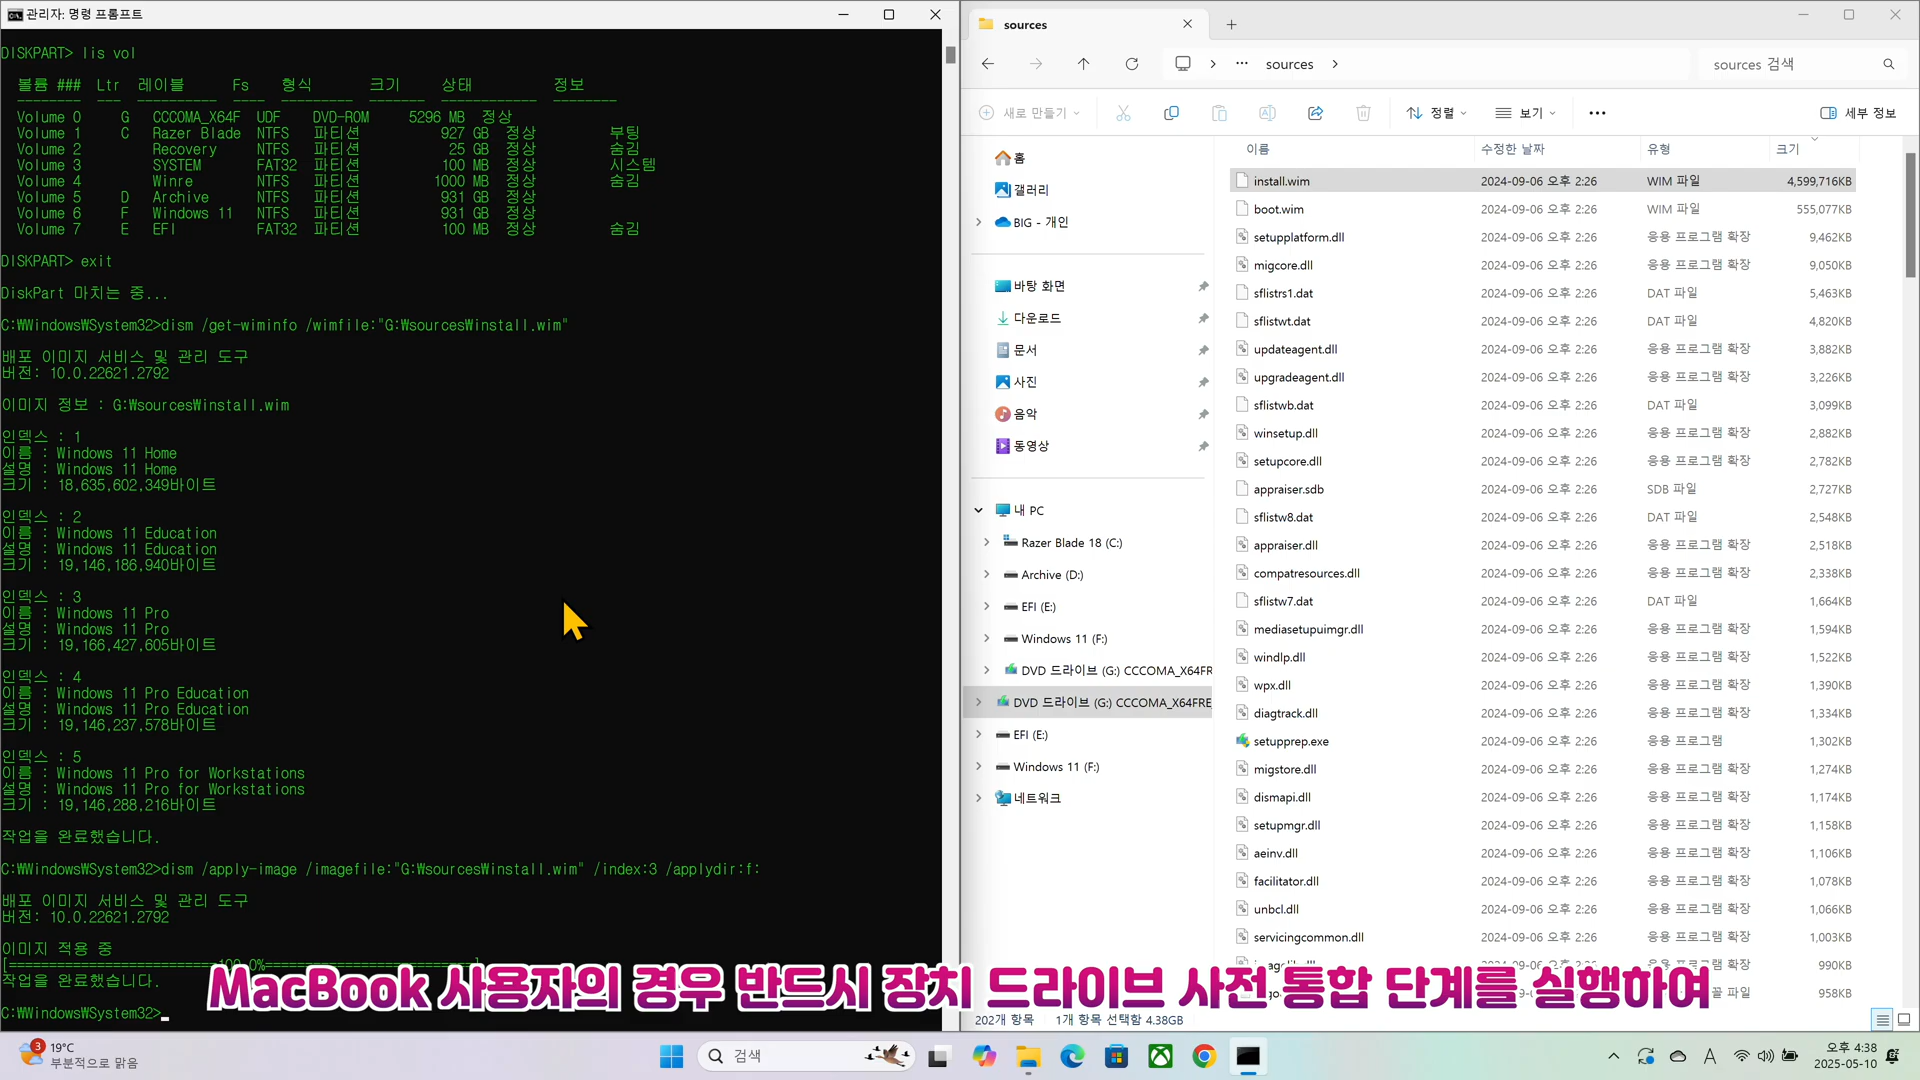 관리자: 명령 프롬프트
DISKPART> lis vol
볼륨 ### Ltr 레이블 Fs 형식 크기 상태 정보
-------- --- ---------- ----- ---------- ------- ------------ --------
Volume 0 G CCCOMA_X64F UDF DVD-ROM 5296 MB 정상
Volume 1 C Razer Blade NTFS 파티션 927 GB 정상 부팅
Volume 2 Recovery NTFS 파티션 25 GB 정상 숨김
Volume 3 SYSTEM FAT32 파티션 100 MB 정상 시스템
Volume 4 Winre NTFS 파티션 1000 MB 정상 숨김
Volume 5 D Archive NTFS 파티션 931 GB 정상
Volume 6 F Windows 11 NTFS 파티션 931 GB 정상
Volume 7 E EFI FAT32 파티션 100 MB 정상 숨김
DISKPART> exit
DiskPart 마치는 중...
C:₩Windows₩System32>dism /get-wiminfo /wimfile:"G:₩sources₩install.wim"
배포 이미지 서비스 및 관리 도구
버전: 10.0.22621.2792
이미지 정보 : G:₩sources₩install.wim
인덱스 : 1
이름 : Windows 11 Home
설명 : Windows 11 Home
크기 : 18,635,602,349바이트
인덱스 : 2
이름 : Windows 11 Education
설명 : Windows 11 Education
크기 : 19,146,186,940바이트
인덱스 : 3
이름 : Windows 11 Pro
설명 : Windows 11 Pro
크기 : 19,166,427,605바이트
인덱스 : 4
이름 : Windows 11 Pro Education
설명 : Windows 11 Pro Education
크기 : 19,146,237,578바이트
인덱스 : 5
이름 : Windows 11 Pro for Workstations
설명 : Windows 11 Pro for Workstations
크기 : 19,146,288,216바이트
작업을 완료했습니다.
C:₩Windows₩System32>dism /apply-image /imagefile:"G:₩sources₩install.wim" /index:3 /applydir:f:
배포 이미지 서비스 및 관리 도구
버전: 10.0.22621.2792
이미지 적용 중
[==========================100.0%==========================]
작업을 완료했습니다.
C:₩Windows₩System32>
sources
sources
sources 검색
새로 만들기
정렬
보기
세부 정보
홈
갤러리
BIG - 개인
바탕 화면
다운로드
문서
사진
음악
동영상
내 PC
Razer Blade 18 (C:)
Archive (D:)
EFI (E:)
Windows 11 (F:)
DVD 드라이브 (G:) CCCOMA_X64FR
DVD 드라이브 (G:) CCCOMA_X64FRE
EFI (E:)
Windows 11 (F:)
네트워크
이름 수정한 날짜 유형 크기
install.wim 2024-09-06 오후 2:26 WIM 파일 4,599,716KB
boot.wim 2024-09-06 오후 2:26 WIM 파일 555,077KB
setupplatform.dll 2024-09-06 오후 2:26 응용 프로그램 확장 9,462KB
migcore.dll 2024-09-06 오후 2:26 응용 프로그램 확장 9,050KB
sflistrs1.dat 2024-09-06 오후 2:26 DAT 파일 5,463KB
sflistwt.dat 2024-09-06 오후 2:26 DAT 파일 4,820KB
updateagent.dll 2024-09-06 오후 2:26 응용 프로그램 확장 3,882KB
upgradeagent.dll 2024-09-06 오후 2:26 응용 프로그램 확장 3,226KB
sflistwb.dat 2024-09-06 오후 2:26 DAT 파일 3,099KB
winsetup.dll 2024-09-06 오후 2:26 응용 프로그램 확장 2,882KB
setupcore.dll 2024-09-06 오후 2:26 응용 프로그램 확장 2,782KB
appraiser.sdb 2024-09-06 오후 2:26 SDB 파일 2,727KB
sflistw8.dat 2024-09-06 오후 2:26 DAT 파일 2,548KB
appraiser.dll 2024-09-06 오후 2:26 응용 프로그램 확장 2,518KB
compatresources.dll 2024-09-06 오후 2:26 응용 프로그램 확장 2,338KB
sflistw7.dat 2024-09-06 오후 2:26 DAT 파일 1,664KB
mediasetupuimgr.dll 2024-09-06 오후 2:26 응용 프로그램 확장 1,594KB
windlp.dll 2024-09-06 오후 2:26 응용 프로그램 확장 1,522KB
wpx.dll 2024-09-06 오후 2:26 응용 프로그램 확장 1,390KB
diagtrack.dll 2024-09-06 오후 2:26 응용 프로그램 확장 1,334KB
setupprep.exe 2024-09-06 오후 2:26 응용 프로그램 1,302KB
migstore.dll 2024-09-06 오후 2:26 응용 프로그램 확장 1,274KB
dismapi.dll 2024-09-06 오후 2:26 응용 프로그램 확장 1,174KB
setupmgr.dll 2024-09-06 오후 2:26 응용 프로그램 확장 1,158KB
aeinv.dll 2024-09-06 오후 2:26 응용 프로그램 확장 1,106KB
facilitator.dll 2024-09-06 오후 2:26 응용 프로그램 확장 1,078KB
unbcl.dll 2024-09-06 오후 2:26 응용 프로그램 확장 1,066KB
servicingcommon.dll 2024-09-06 오후 2:26 응용 프로그램 확장 1,003KB
990KB
파일 958KB
MacBook 사용자의 경우 반드시 장치 드라이브 사전 통합 단계를 실행하여
202개 항목 1개 항목 선택함 4.38GB
3
19°C
부분적으로 맑음
검색
A
오후 4:38
2025-05-10